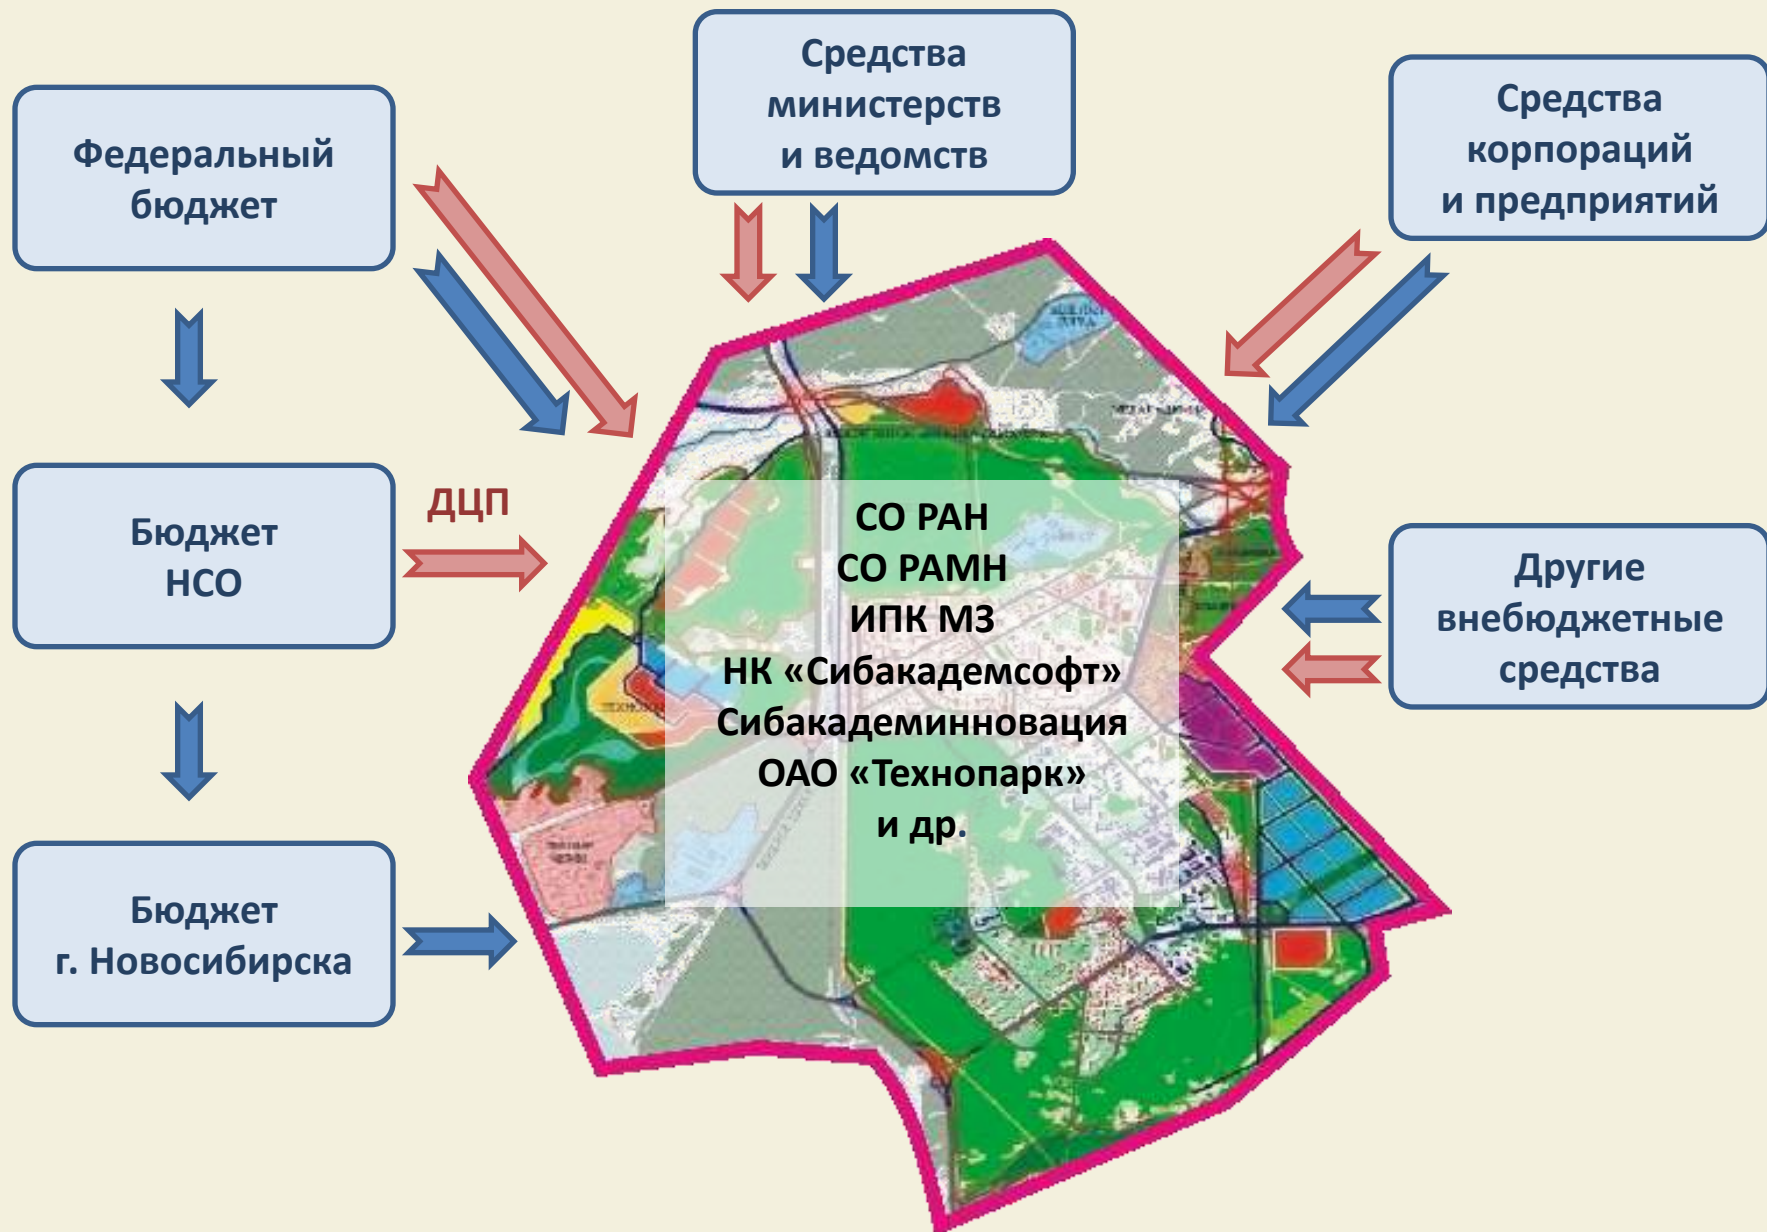 Средства
министерств
и ведомств
Федеральный
бюджет
Средства
корпораций
и предприятий
Бюджет
НСО
ДЦП
СО РАН
СО РАМН
ИПК МЗ
НК «Сибакадемсофт»
Сибакадеминновация
ОАО «Технопарк»
и др.
Другие
внебюджетные
средства
Бюджет
г. Новосибирска